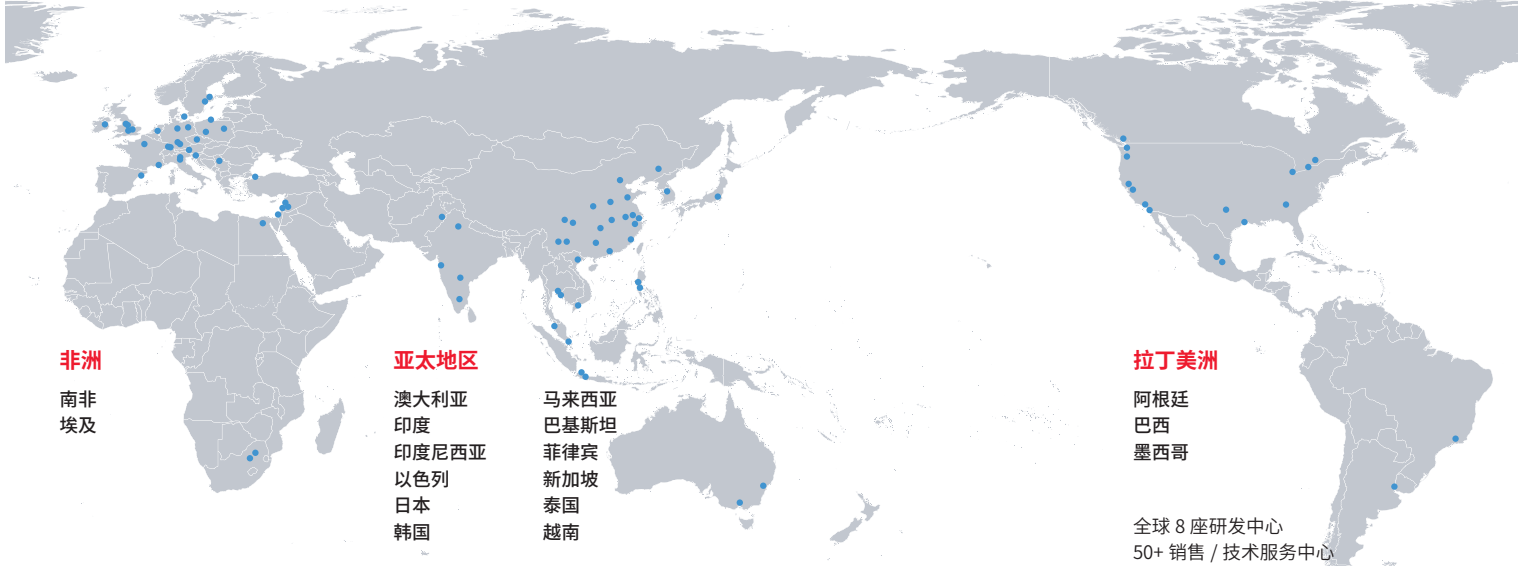 非洲
南非
埃及
亚太地区
澳大利亚
印度
印度尼西亚
以色列
日本
韩国
马来西亚
巴基斯坦
菲律宾
新加坡
泰国
越南
拉丁美洲
阿根廷
巴西
墨西哥
全球 8 座研发中心
50+ 销售 / 技术服务中心